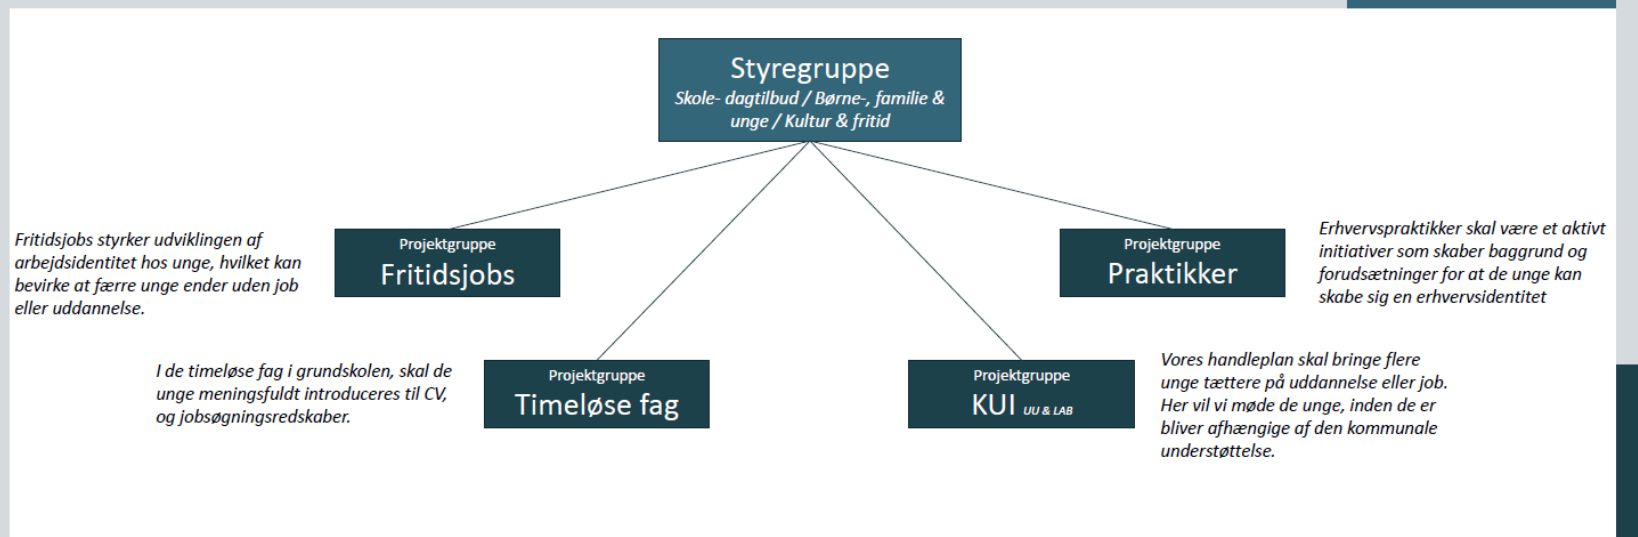 Styregruppe
Skole- dagtilbud / Børne-, familie &
unge / Kultur & fritid
Fritidsjobs styrker udviklingen af
arbejdsidentitet hos unge, hvilket kan
bevirke at færre unge ender uden job
eller uddannelse.
Projektgruppe
Fritidsjobs
Projektgruppe
Praktikker
Erhvervspraktikker skal være et aktivt
initiativer som skaber baggrund og
forudsætninger for at de unge kan
skabe sig en erhvervsidentitet
I de timeløse fag i grundskolen, skal de
unge meningsfuldt introduceres til CV,
og jobsøgningsredskaber.
Projektgruppe
Timeløse fag
Projektgruppe
KUI UU & LAB
Vores handleplan skal bringe flere
unge tættere på uddannelse eller job.
Her vil vi møde de unge, inden de er
bliver afhængige af den kommunale
understøttelse.